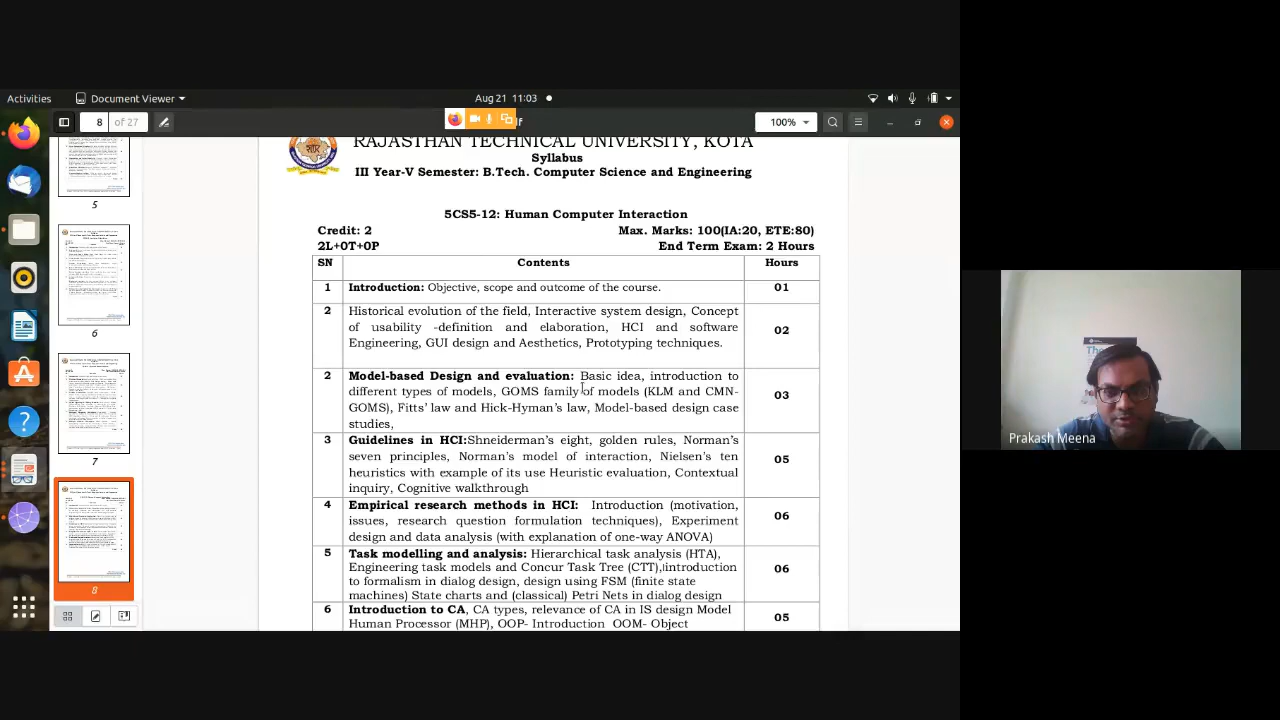 Activities
Document Viewer
Aug 21 11:03
8
of 27
lf
100%
5
6
7
8
RAJASTHAN TECHNICAL UNIVERSITY, KOTA
Syllabus
III Year-V Semester: B.Tech. Computer Science and Engineering
5CS5-12: Human Computer Interaction
Credit: 2 Max. Marks: 100(IA:20, ETE:80)
2L+0T+0P End Term Exam: 2 Hours
SN Contents Hours
1 Introduction: Objective, scope and outcome of the course. 01
2 Historical evolution of the field, Interactive system design, Concept
of usability -definition and elaboration, HCI and software
Engineering, GUI design and Aesthetics, Prototyping techniques.
02
2 Model-based Design and evaluation: Basic idea, introduction to
different types of models, GOMS family of models (KLM and CMN-
GOMS), Fitts' law and Hick-Hyman's law, Model-based design case
studies,
03
3 Guidelines in HCI:Shneiderman's eight, golden rules, Norman's
seven principles, Norman's model of interaction, Nielsen's ten
heuristics with example of its use Heuristic evaluation, Contextual
inquiry, Cognitive walkthrough
05
4 Empirical research methods in HCI: Introduction (motivation,
issues, research question formulation techniques), Experiment
design and data analysis (with explanation of one-way ANOVA)
06
5 Task modelling and analysis: Hierarchical task analysis (HTA),
Engineering task models and Concur Task Tree (CTT),introduction
to formalism in dialog design, design using FSM (finite state
machines) State charts and (classical) Petri Nets in dialog design
06
6 Introduction to CA, CA types, relevance of CA in IS design Model
Human Processor (MHP), OOP- Introduction OOM- Object
05
Prakash Meena